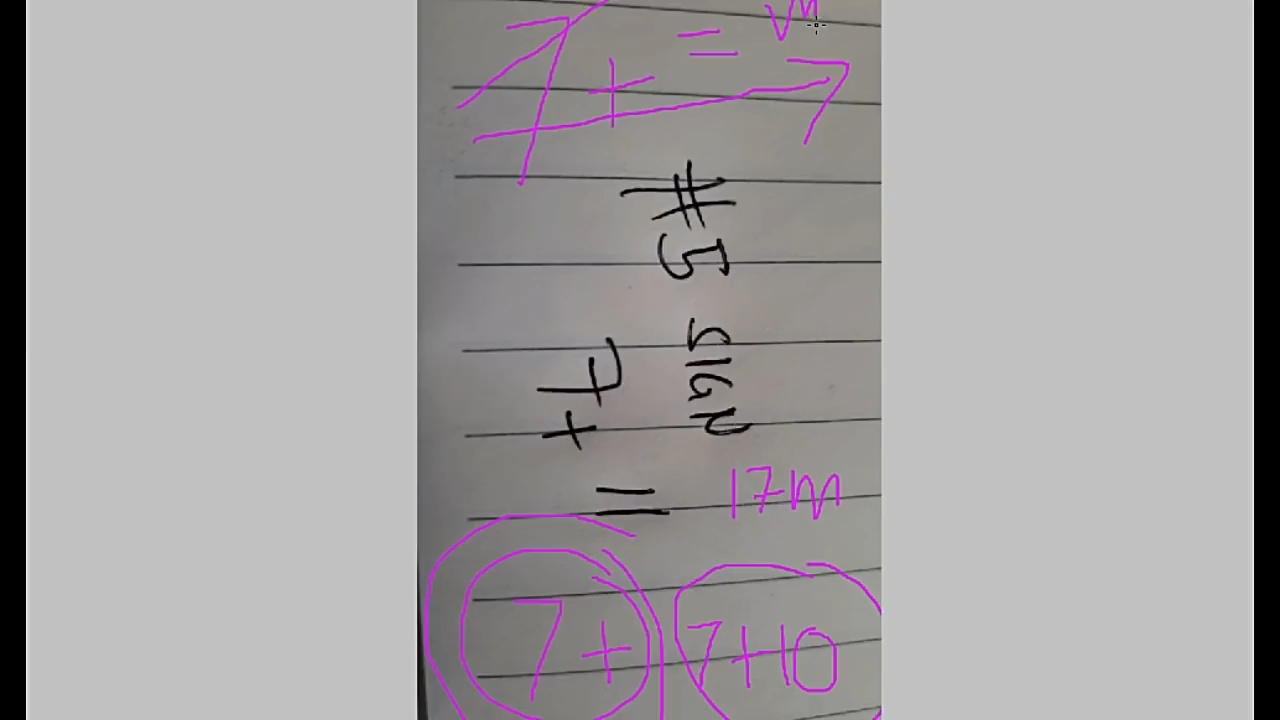 7 + = M
#5 SIGN
7+
=
17M
7+ 7+10